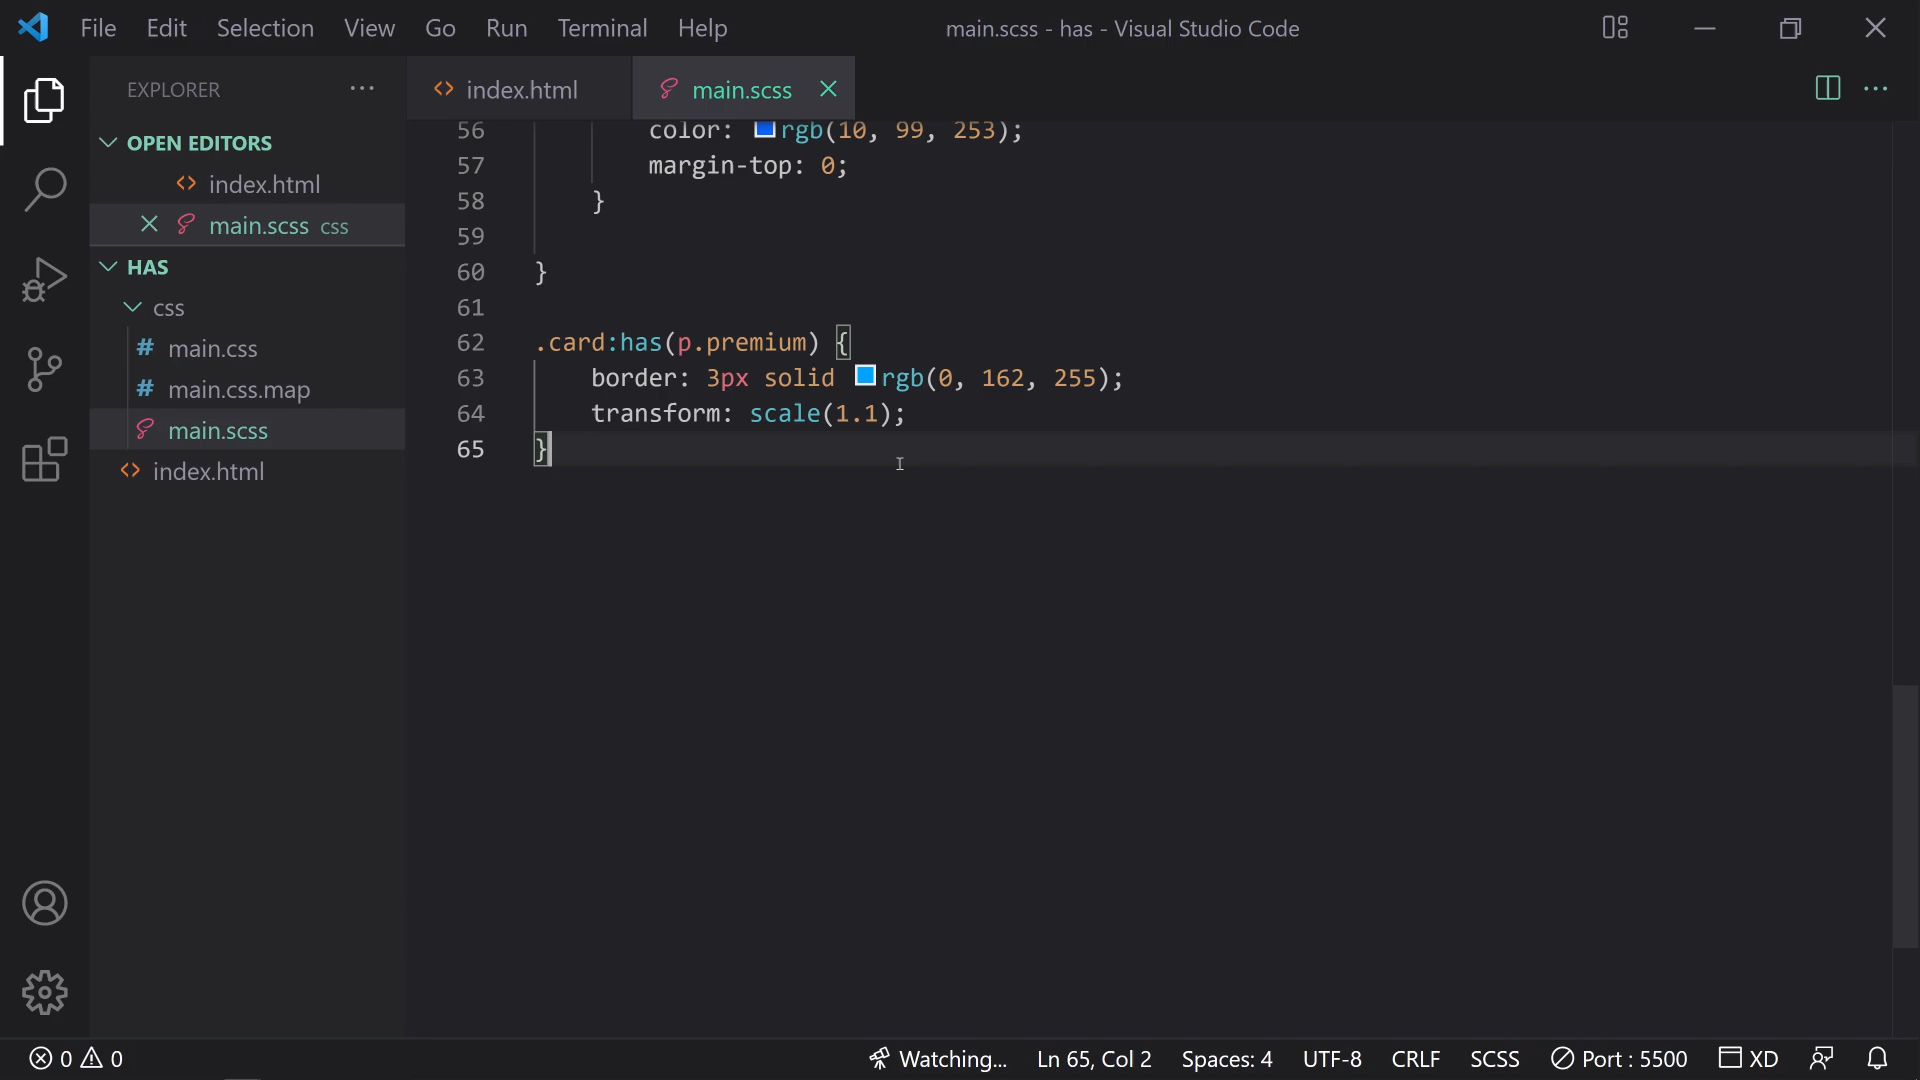 File Edit Selection View Go Run Terminal Help main.scss - has - Visual Studio Code
EXPLORER ...
index.html
main.scss
OPEN EDITORS
index.html
main.scss css
HAS
css
# main.css
# main.css.map
main.scss
index.html
56 color: rgb(10, 99, 253);
57 margin-top: 0;
58 }
59
60 }
61
62 .card:has(p.premium) {
63 border: 3px solid rgb(0, 162, 255);
64 transform: scale(1.1);
65 }
0 0 Watching... Ln 65, Col 2 Spaces: 4 UTF-8 CRLF SCSS Port : 5500 XD